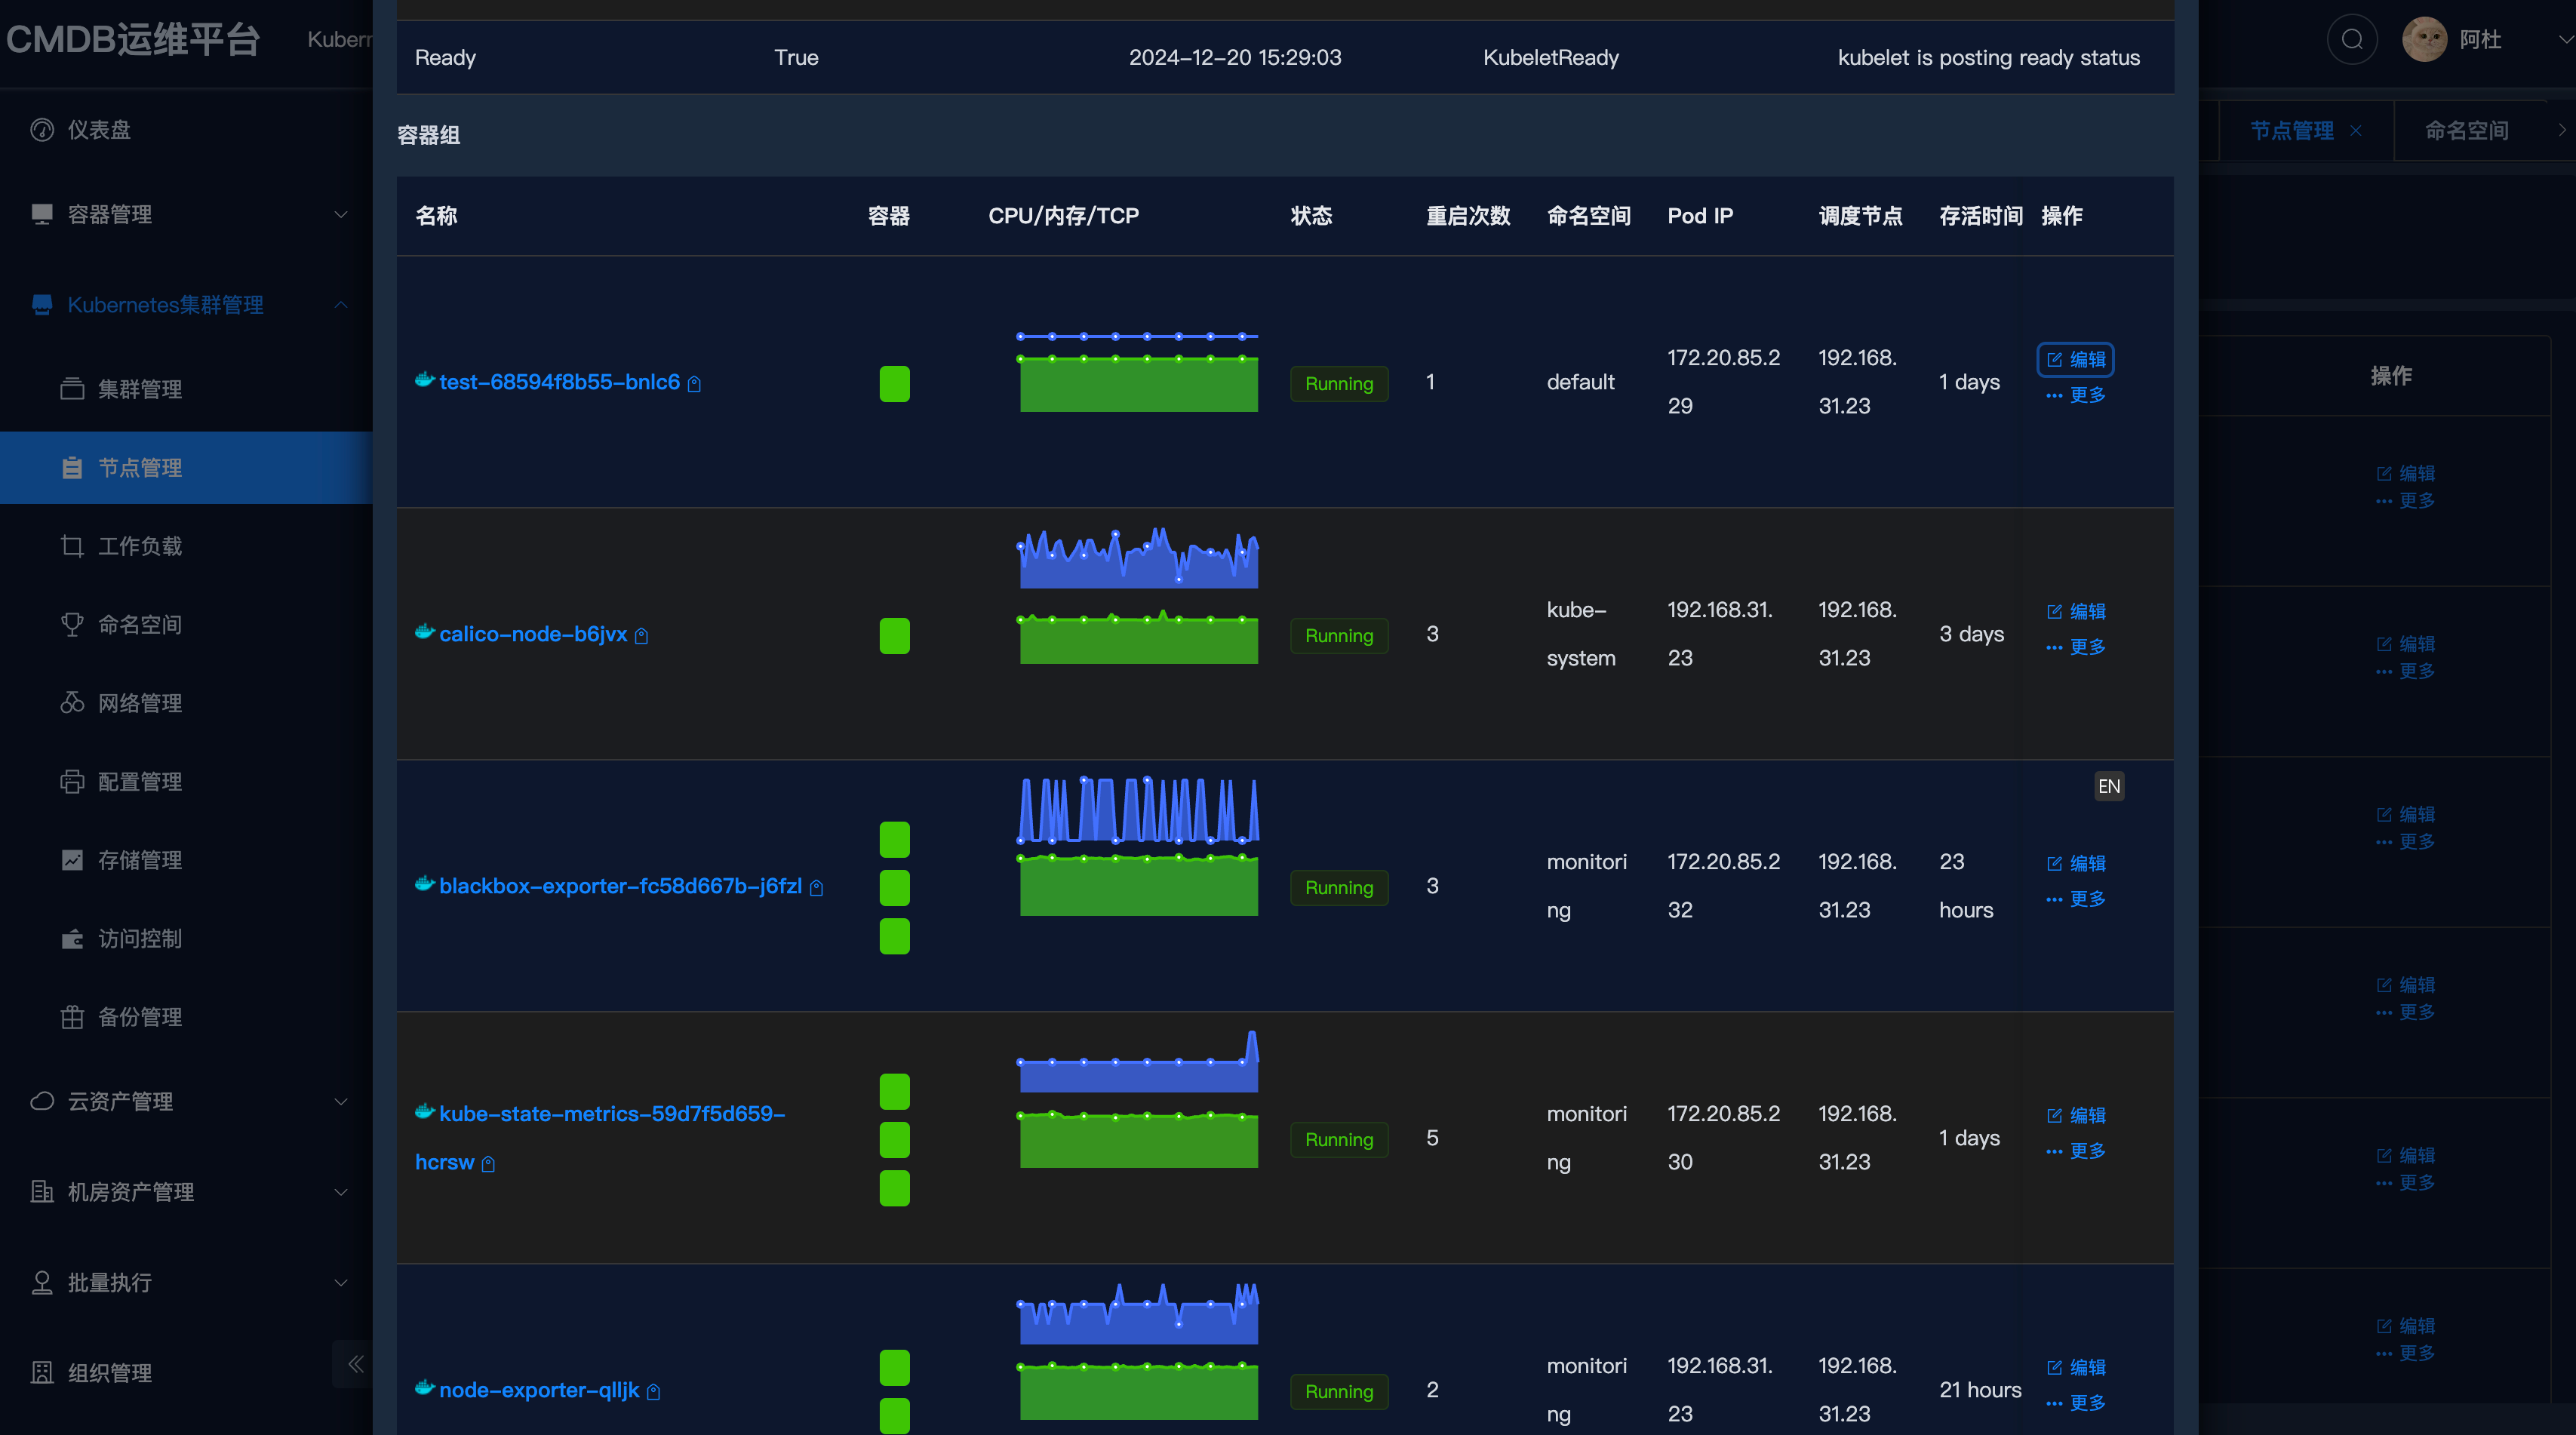 CMDB运维平台
Kubern
阿杜
仪表盘
容器管理
Kubernetes集群管理
集群管理
节点管理
工作负载
命名空间
网络管理
配置管理
存储管理
访问控制
备份管理
云资产管理
机房资产管理
批量执行
组织管理
Ready True 2024-12-20 15:29:03 KubeletReady kubelet is posting ready status
容器组
名称 容器 CPU/内存/TCP 状态 重启次数 命名空间 Pod IP 调度节点 存活时间 操作
test-68594f8b55-bnlc6 Running 1 default 172.20.85.2
29 192.168.
31.23 1 days 编辑
更多
calico-node-b6jvx Running 3 kube-
system 192.168.31.
23 192.168.
31.23 3 days 编辑
更多
EN
blackbox-exporter-fc58d667b-j6fzl Running 3 monitori
ng 172.20.85.2
32 192.168.
31.23 23
hours 编辑
更多
kube-state-metrics-59d7f5d659-
hcrsw Running 5 monitori
ng 172.20.85.2
30 192.168.
31.23 1 days 编辑
更多
node-exporter-qlljk Running 2 monitori
ng 192.168.31.
23 192.168.
31.23 21 hours 编辑
更多
节点管理 命名空间
操作
编辑
更多
编辑
更多
编辑
更多
编辑
更多
编辑
更多
编辑
更多